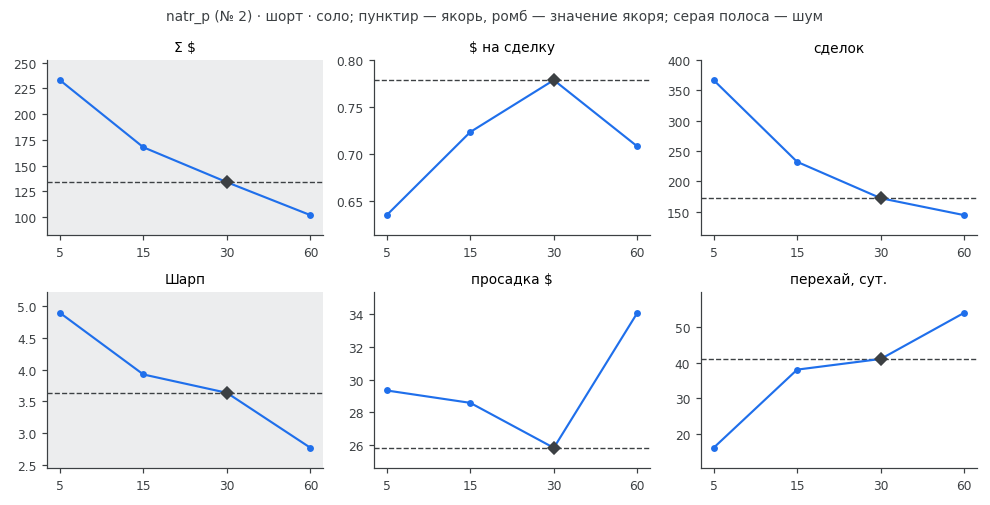 natr_p (№ 2) · шорт · соло; пунктир — якорь, ромб — значение якоря; серая полоса — шум
Σ $
$ на сделку
сделок
250
225
200
175
150
125
100
5 15 30 60
0.80
0.75
0.70
0.65
5 15 30 60
400
350
300
250
200
150
5 15 30 60
Шарп
просадка $
перехай, сут.
5.0
4.5
4.0
3.5
3.0
2.5
5 15 30 60
34
32
30
28
26
5 15 30 60
50
40
30
20
5 15 30 60